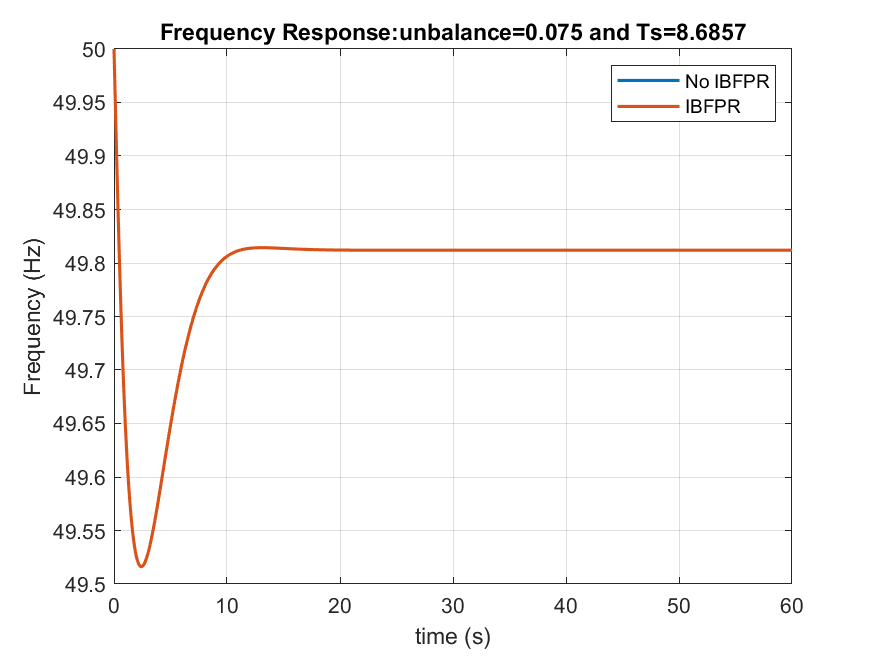 Frequency Response:unbalance=0.075 and Ts=8.6857
No IBFPR
IBFPR
50
49.95
49.9
49.85
49.8
49.75
49.7
49.65
49.6
49.55
49.5
Frequency (Hz)
0 10 20 30 40 50 60
time (s)